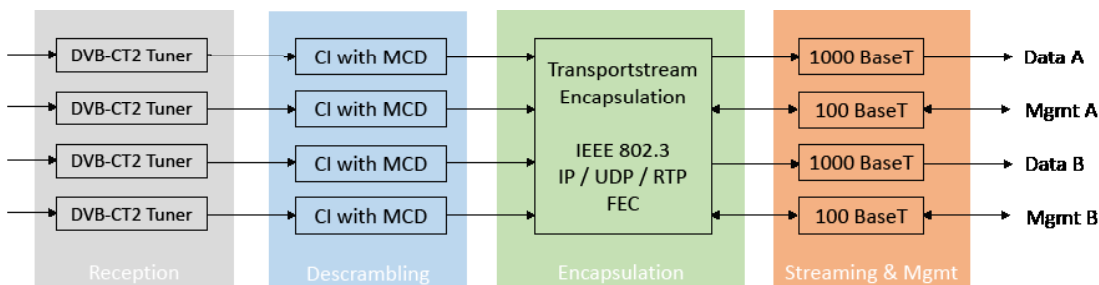 DVB-CT2 Tuner
CI with MCD
1000 BaseT
Data A
DVB-CT2 Tuner
CI with MCD
100 BaseT
Mgmt A
DVB-CT2 Tuner
CI with MCD
1000 BaseT
Data B
DVB-CT2 Tuner
CI with MCD
100 BaseT
Mgmt B
Transportstream
Encapsulation
IEEE 802.3
IP / UDP / RTP
FEC
Reception
Descrambling
Encapsulation
Streaming & Mgmt